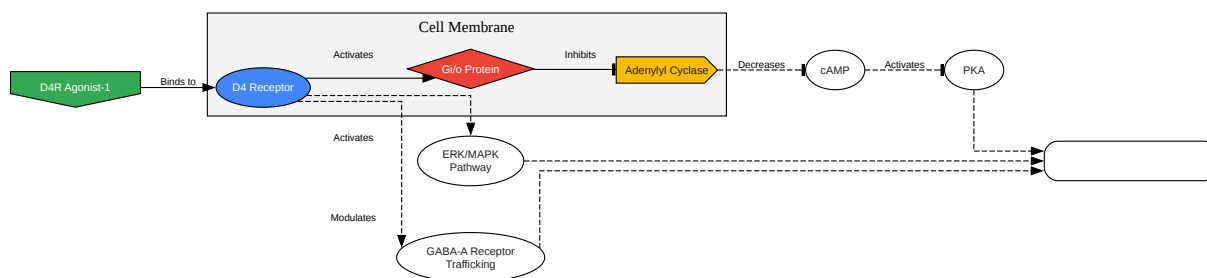 Cell Membrane
D4R Agonist-1
Binds to
D4 Receptor
Activates
Gi/o Protein
Inhibits
Adenylyl Cyclase
Decreases
cAMP
Activates
PKA
Activates
ERK/MAPK
Pathway
Modulates
GABA-A Receptor
Trafficking